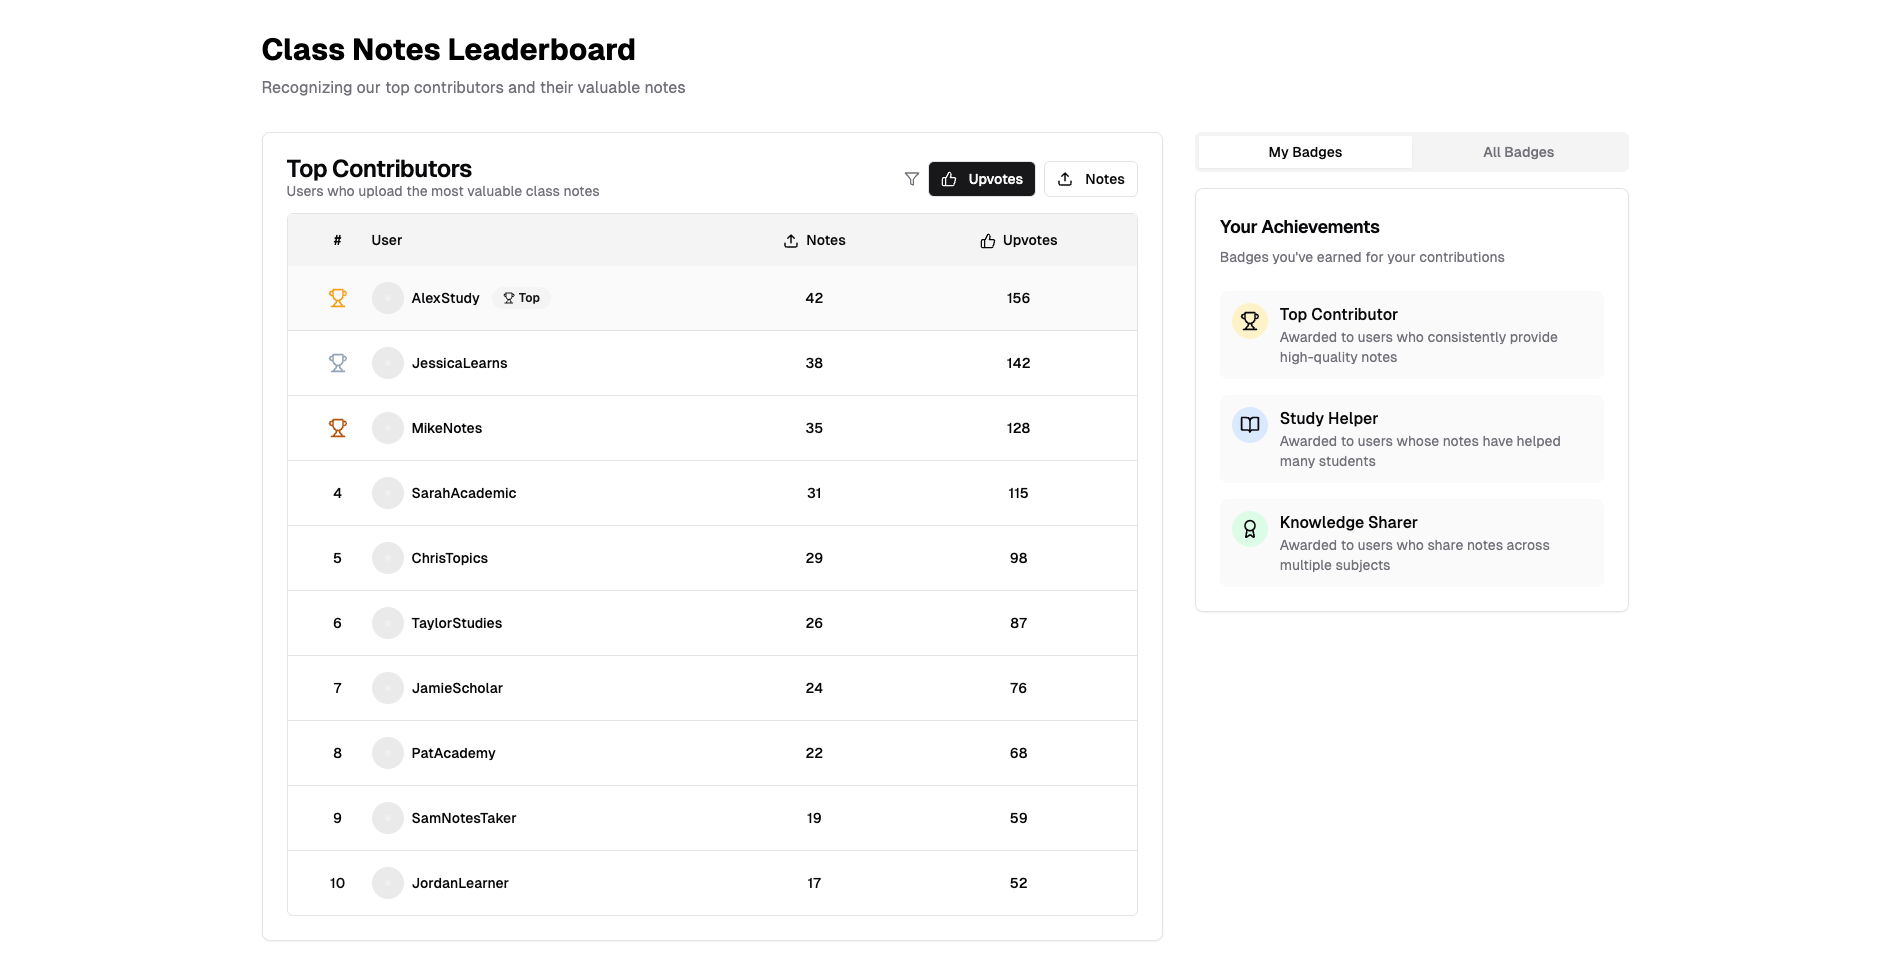 Class Notes Leaderboard
Recognizing our top contributors and their valuable notes
Top Contributors
Users who upload the most valuable class notes
Upvotes
Notes
# User Notes Upvotes
AlexStudy Top 42 156
JessicaLearns 38 142
MikeNotes 35 128
4 SarahAcademic 31 115
5 ChrisTopics 29 98
6 TaylorStudies 26 87
7 JamieScholar 24 76
8 PatAcademy 22 68
9 SamNotesTaker 19 59
10 JordanLearner 17 52
My Badges
All Badges
Your Achievements
Badges you've earned for your contributions
Top Contributor
Awarded to users who consistently provide
high-quality notes
Study Helper
Awarded to users whose notes have helped
many students
Knowledge Sharer
Awarded to users who share notes across
multiple subjects